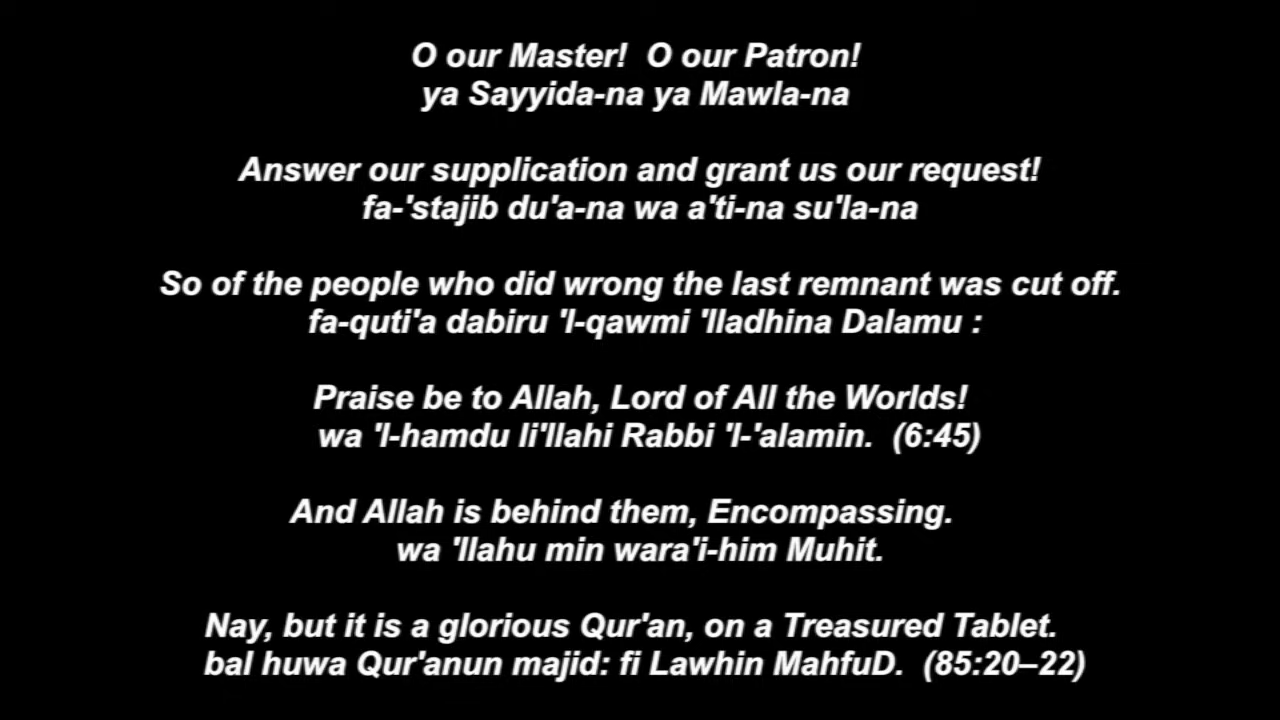 O our Master!  O our Patron!
ya Sayyida-na ya Mawla-na
Answer our supplication and grant us our request!
fa-'stajib du'a-na wa a'ti-na su'la-na
So of the people who did wrong the last remnant was cut off.
fa-quti'a dabiru 'l-qawmi 'lladhina Dalamu :
Praise be to Allah, Lord of All the Worlds!
wa 'l-hamdu li'llahi Rabbi 'l-'alamin.  (6:45)
And Allah is behind them, Encompassing.
wa 'llahu min wara'i-him Muhit.
Nay, but it is a glorious Qur'an, on a Treasured Tablet.
bal huwa Qur'anun majid: fi Lawhin MahfuD.  (85:20–22)